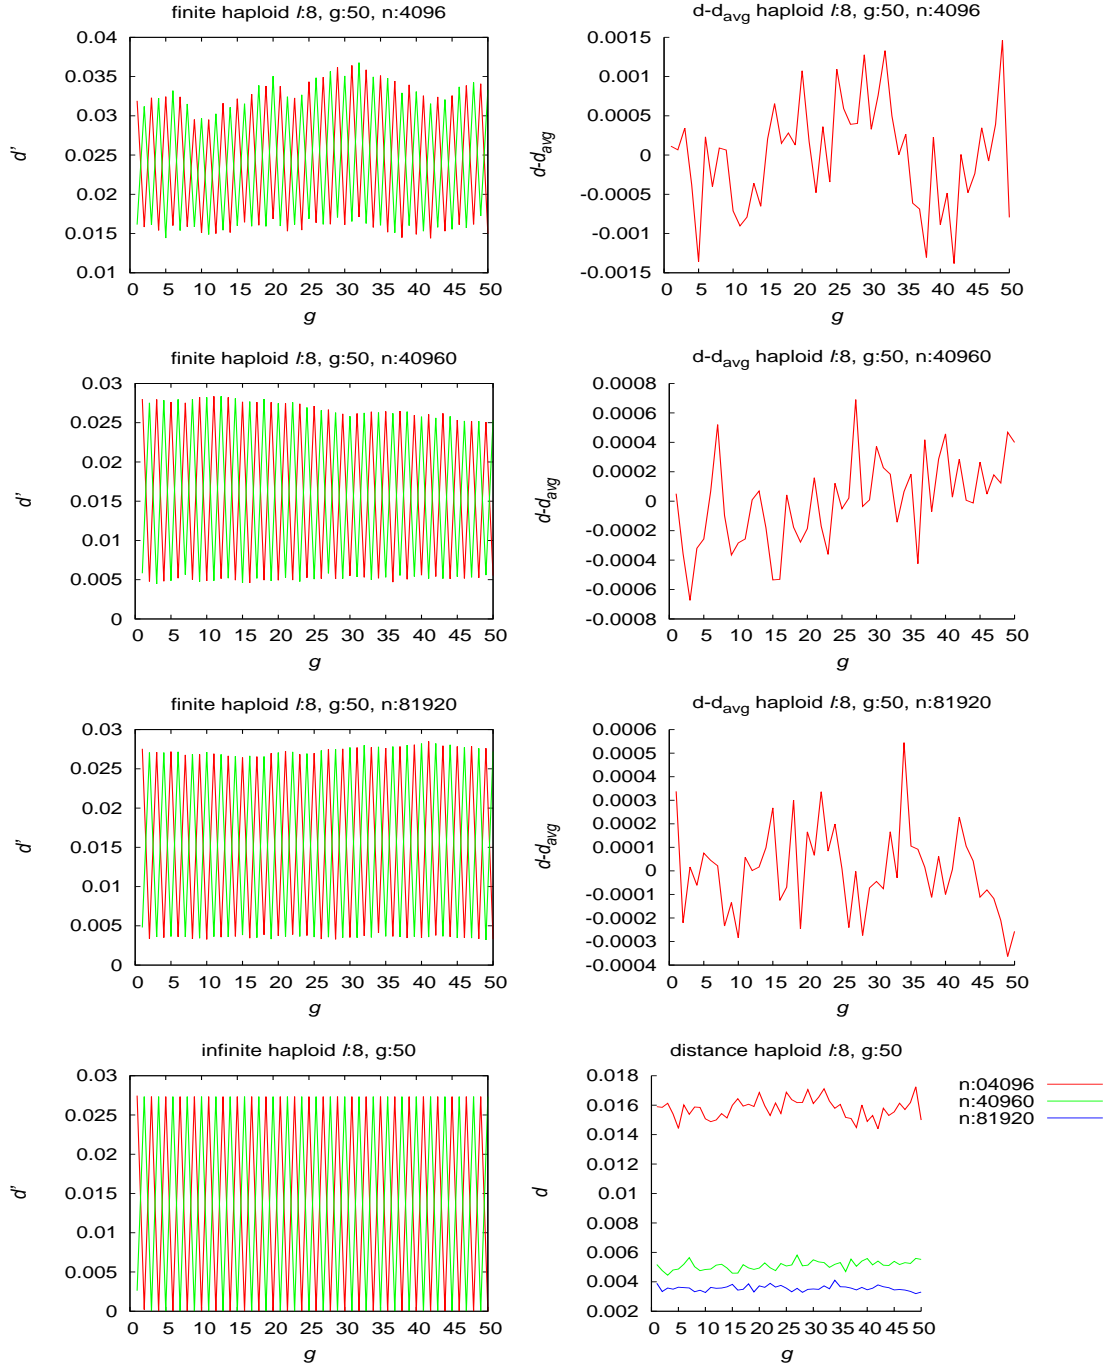 finite haploid l:8, g:50, n:4096
0.04
0.035
0.03
0.025
0.02
0.015
0.01
d'
0 5 10 15 20 25 30 35 40 45 50
g
d-davg haploid l:8, g:50, n:4096
0.0015
0.001
0.0005
0
-0.0005
-0.001
-0.0015
d-davg
0 5 10 15 20 25 30 35 40 45 50
g
finite haploid l:8, g:50, n:40960
0.03
0.025
0.02
0.015
0.01
0.005
0
d'
0 5 10 15 20 25 30 35 40 45 50
g
d-davg haploid l:8, g:50, n:40960
0.0008
0.0006
0.0004
0.0002
0
-0.0002
-0.0004
-0.0006
-0.0008
d-davg
0 5 10 15 20 25 30 35 40 45 50
g
finite haploid l:8, g:50, n:81920
0.03
0.025
0.02
0.015
0.01
0.005
0
d'
0 5 10 15 20 25 30 35 40 45 50
g
d-davg haploid l:8, g:50, n:81920
0.0006
0.0005
0.0004
0.0003
0.0002
0.0001
0
-0.0001
-0.0002
-0.0003
-0.0004
d-davg
0 5 10 15 20 25 30 35 40 45 50
g
infinite haploid l:8, g:50
0.03
0.025
0.02
0.015
0.01
0.005
0
d'
0 5 10 15 20 25 30 35 40 45 50
g
distance haploid l:8, g:50
0.018
0.016
0.014
0.012
0.01
0.008
0.006
0.004
0.002
d
0 5 10 15 20 25 30 35 40 45 50
g
n:04096
n:40960
n:81920